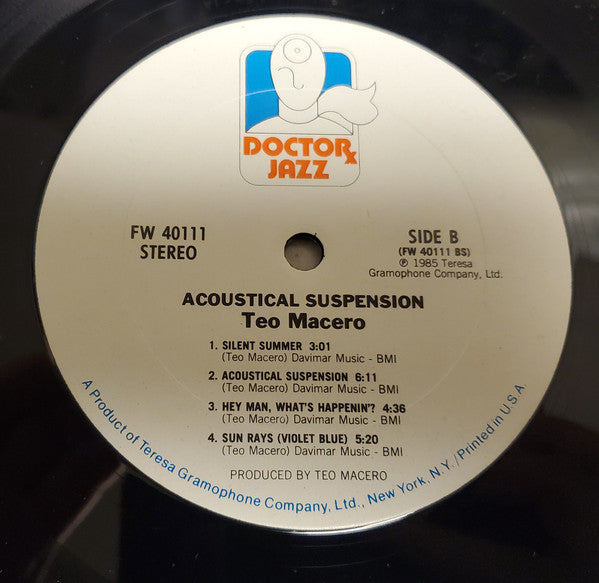 DOCTOR℞
JAZZ
FW 40111
STEREO
SIDE B
(FW 40111 BS)
℗ 1985 Teresa
Gramophone Company, Ltd.
ACOUSTICAL SUSPENSION
Teo Macero
1. SILENT SUMMER 3:01
(Teo Macero) Davimar Music - BMI
2. ACOUSTICAL SUSPENSION 6:11
(Teo Macero) Davimar Music - BMI
3. HEY MAN, WHAT'S HAPPENIN'? 4:36
(Teo Macero) Davimar Music - BMI
4. SUN RAYS (VIOLET BLUE) 5:20
(Teo Macero) Davimar Music - BMI
PRODUCED BY TEO MACERO
A Product of Teresa Gramophone Company, Ltd., New York, N.Y./Printed in U.S.A.